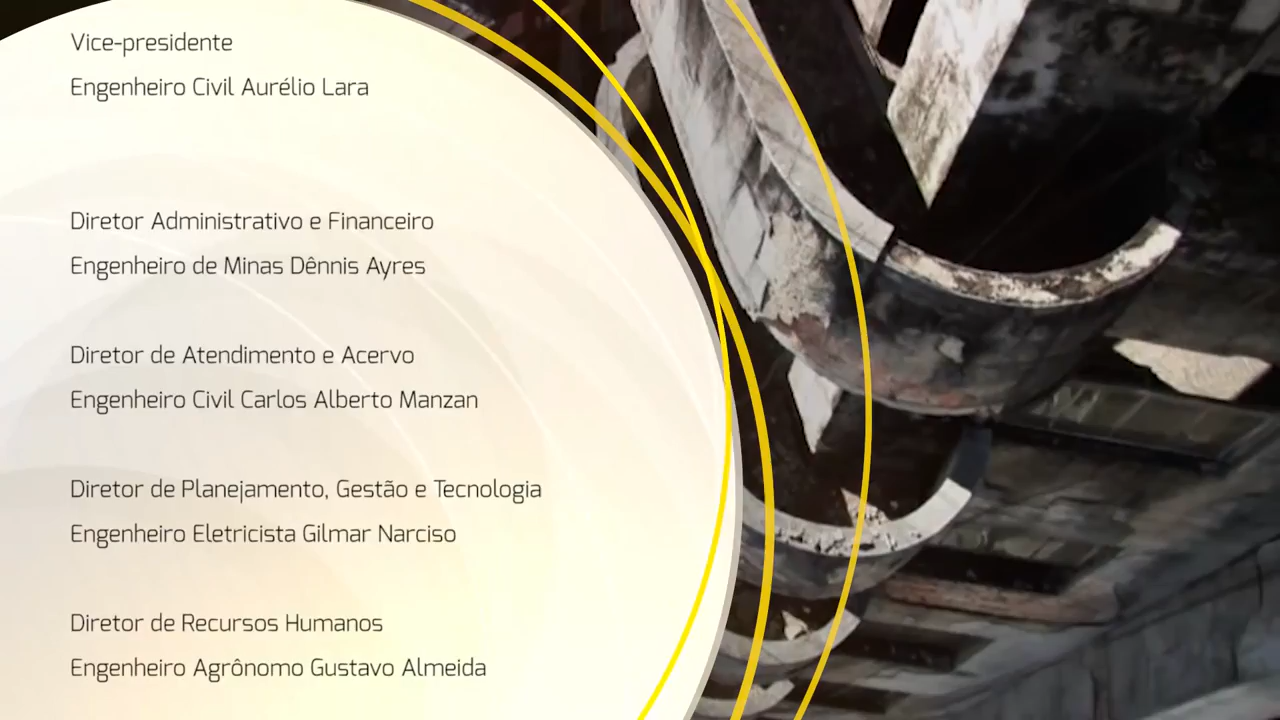 Vice-presidente
Engenheiro Civil Aurélio Lara
Diretor Administrativo e Financeiro
Engenheiro de Minas Dênnis Ayres
Diretor de Atendimento e Acervo
Engenheiro Civil Carlos Alberto Manzan
Diretor de Planejamento, Gestão e Tecnologia
Engenheiro Eletricista Gilmar Narciso
Diretor de Recursos Humanos
Engenheiro Agrônomo Gustavo Almeida